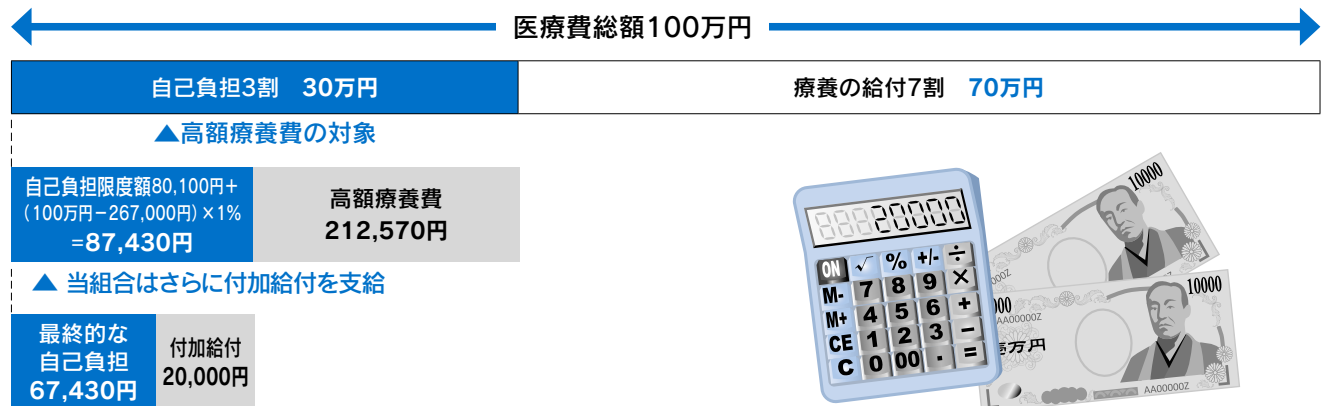 医療費総額100万円
自己負担3割 30万円
療養の給付7割 70万円
▲高額療養費の対象
自己負担限度額80,100円+
(100万円-267,000円)×1%
=87,430円
高額療養費
212,570円
▲ 当組合はさらに付加給付を支給
最終的な
自己負担
67,430円
付加給付
20,000円
20000
ON √ % +/- ÷
M- 7 8 9 ×
M+ 4 5 6 +
CE 1 2 3 -
C 0 00 . =
10000
10000
AA00000Z
壱万円
AA00000Z